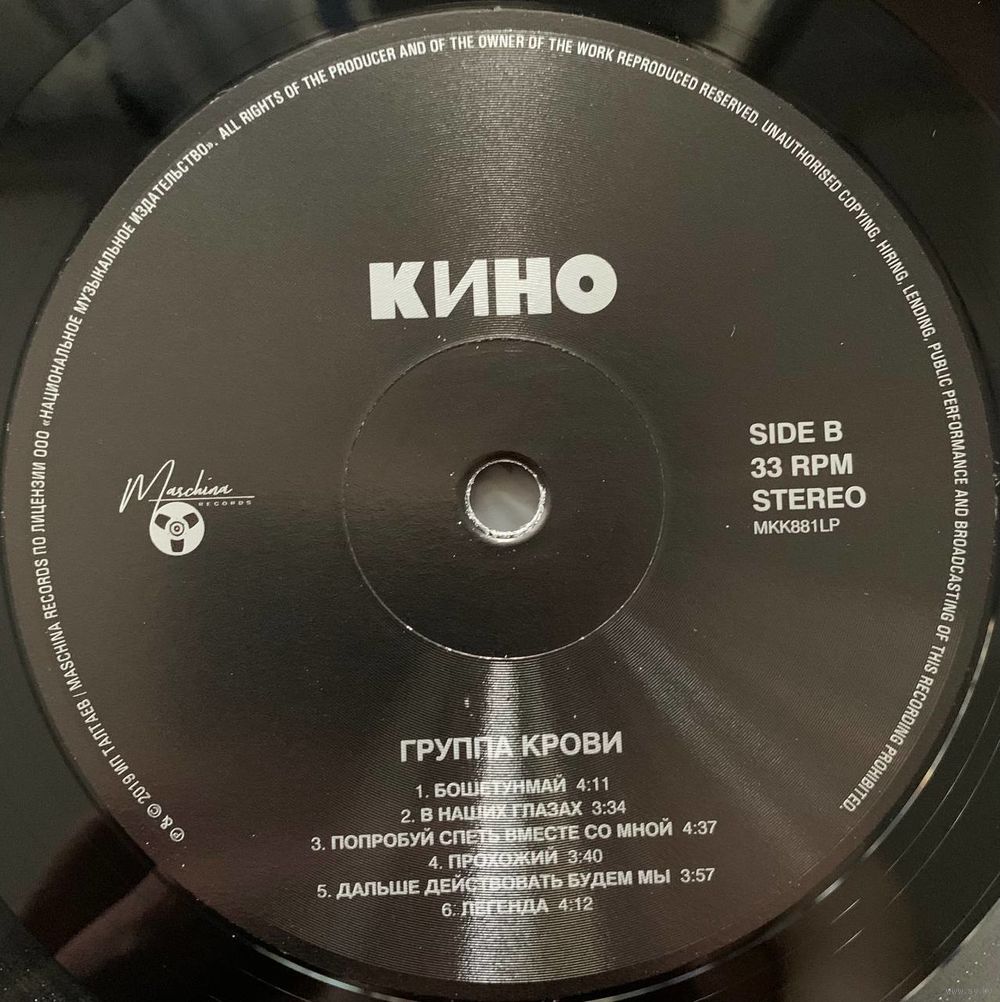 ℗ & © 2019 ИП ТАПТАЕВ / MASCHINA RECORDS ПО ЛИЦЕНЗИИ ООО «НАЦИОНАЛЬНОЕ МУЗЫКАЛЬНОЕ ИЗДАТЕЛЬСТВО». ALL RIGHTS OF THE PRODUCER AND OF THE OWNER OF THE WORK REPRODUCED RESERVED. UNAUTHORISED COPYING, HIRING, LENDING, PUBLIC PERFORMANCE AND BROADCASTING OF THIS RECORDING PROHIBITED.
КИНО
Maschina
RECORDS
SIDE B
33 RPM
STEREO
MKK881LP
ГРУППА КРОВИ
1. БОШЕТУНМАЙ 4:11
2. В НАШИХ ГЛАЗАХ 3:34
3. ПОПРОБУЙ СПЕТЬ ВМЕСТЕ СО МНОЙ 4:37
4. ПРОХОЖИЙ 3:40
5. ДАЛЬШЕ ДЕЙСТВОВАТЬ БУДЕМ МЫ 3:57
6. ЛЕГЕНДА 4:12